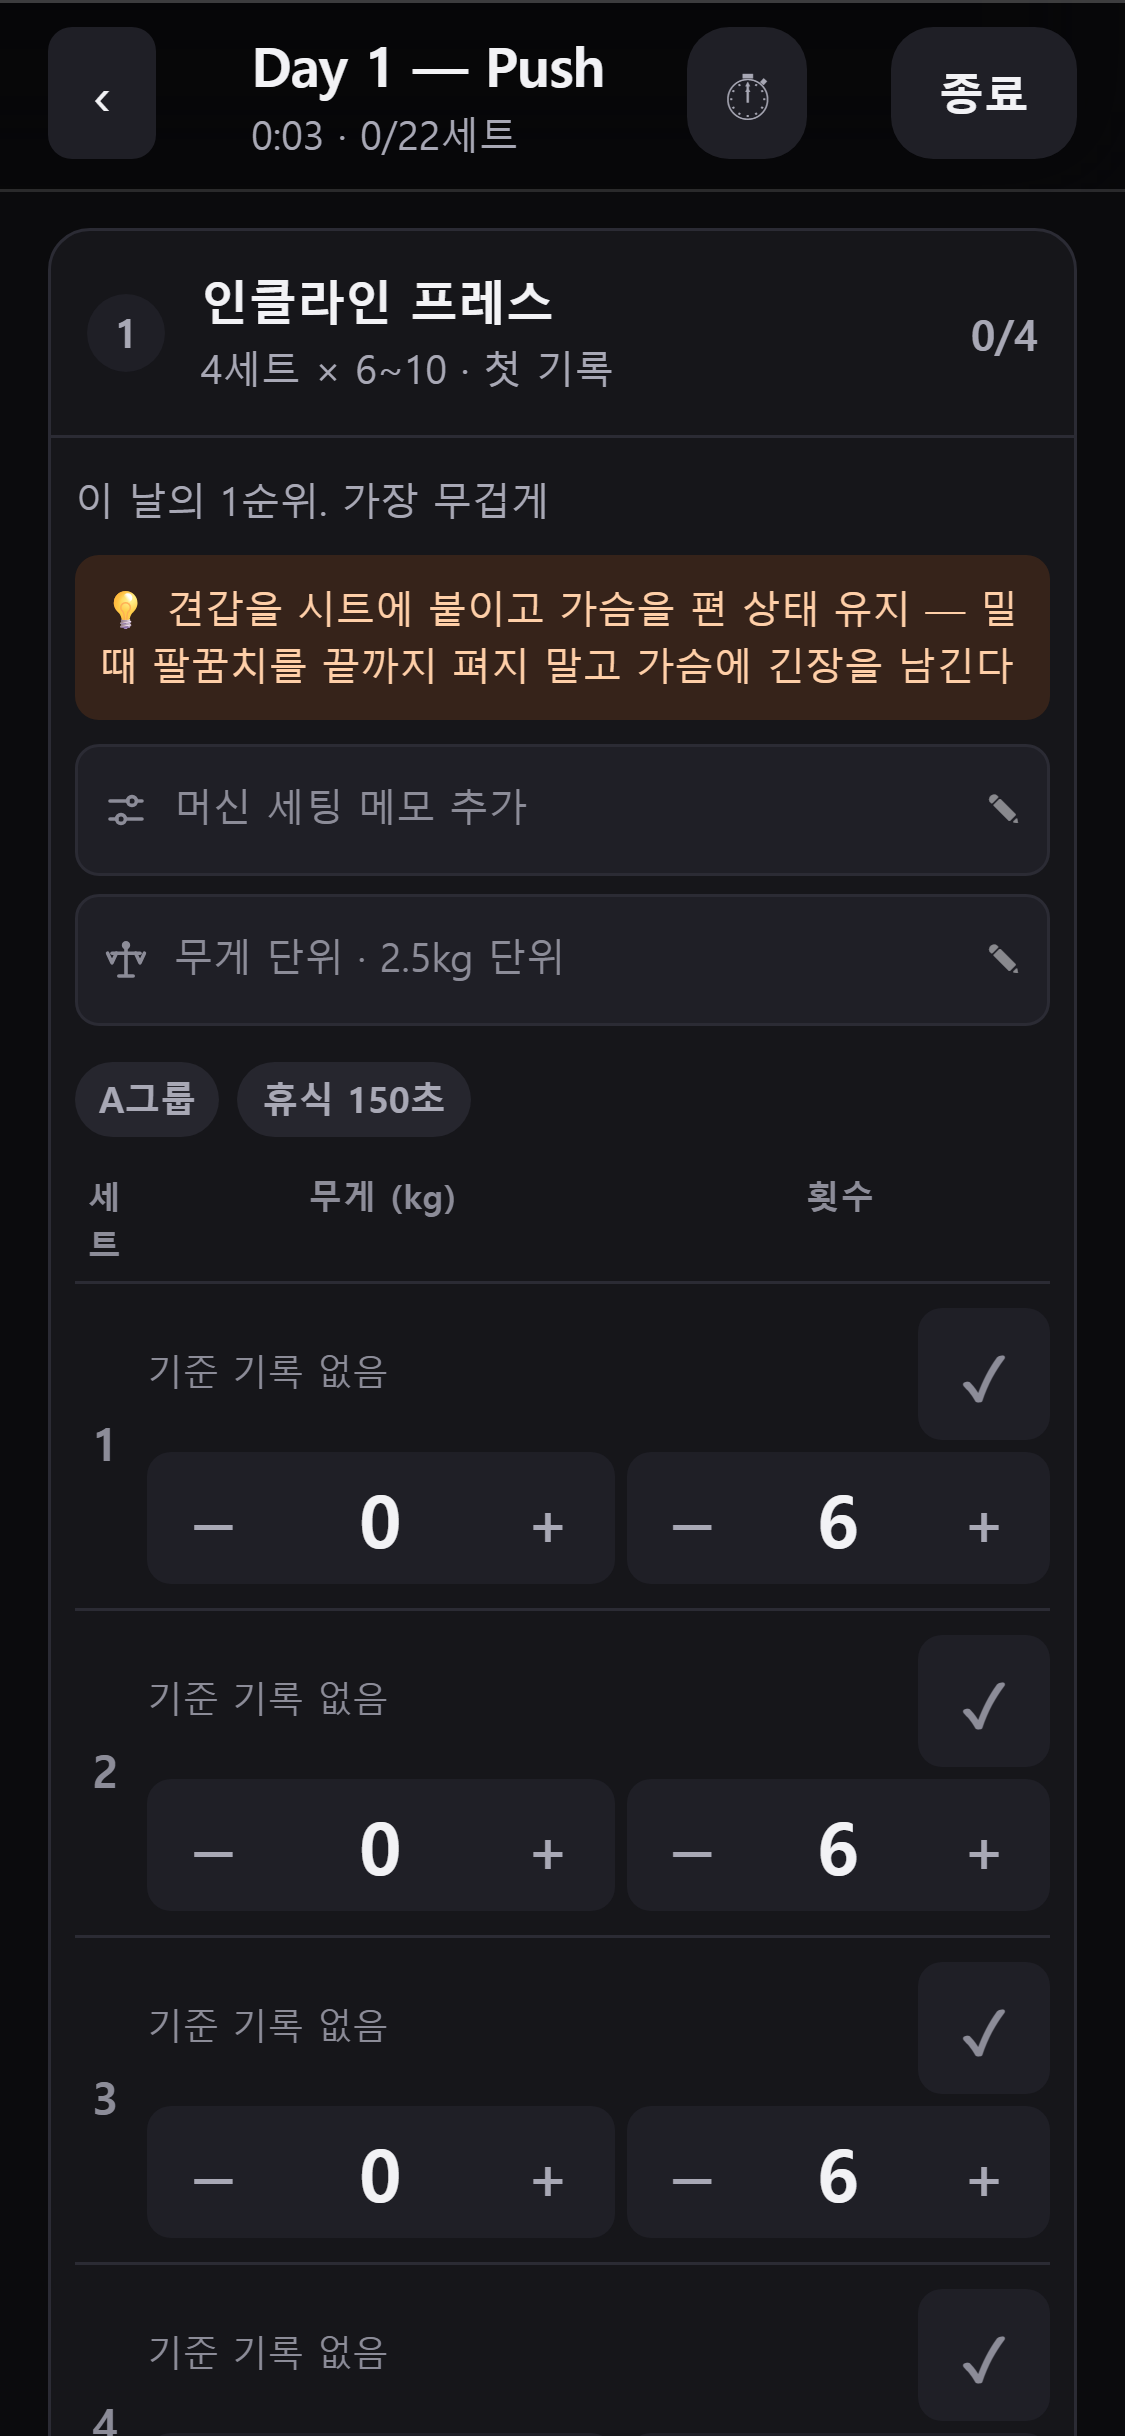 ‹
Day 1 — Push
0:03 · 0/22세트
종료
1
인클라인 프레스
4세트 × 6~10 · 첫 기록
0/4
이 날의 1순위. 가장 무겁게
💡 견갑을 시트에 붙이고 가슴을 편 상태 유지 — 밀
때 팔꿈치를 끝까지 펴지 말고 가슴에 긴장을 남긴다
머신 세팅 메모 추가
무게 단위 · 2.5kg 단위
A그룹
휴식 150초
세
트
무게 (kg)
횟수
기준 기록 없음
✓
1
— 0 +
— 6 +
기준 기록 없음
✓
2
— 0 +
— 6 +
기준 기록 없음
✓
3
— 0 +
— 6 +
기준 기록 없음
✓
4